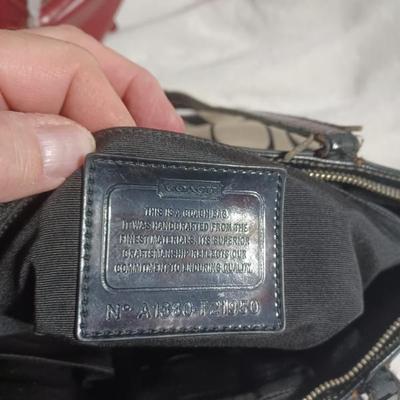 COACH
THIS IS A COACH BAG.
IT WAS HANDCRAFTED FROM THE
FINEST MATERIALS. ITS SUPERIOR
CRAFTSMANSHIP REFLECTS OUR
COMMITMENT TO ENDURING QUALITY.
Nº A1330-F21950